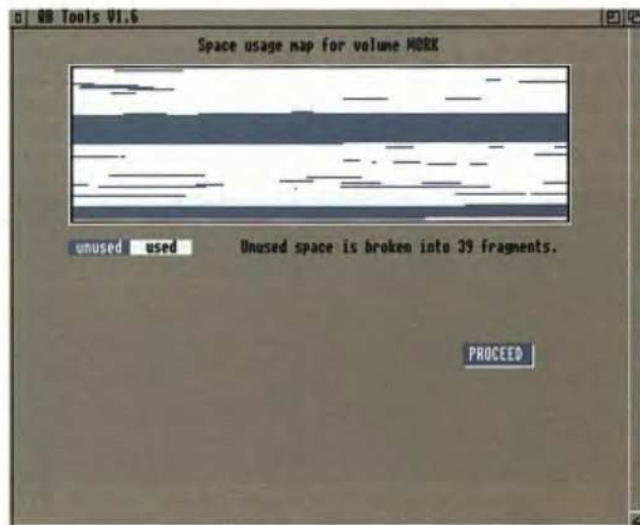 QB Tools V1.6
Space usage map for volume WORK
unused used Unused space is broken into 39 fragments.
PROCEED